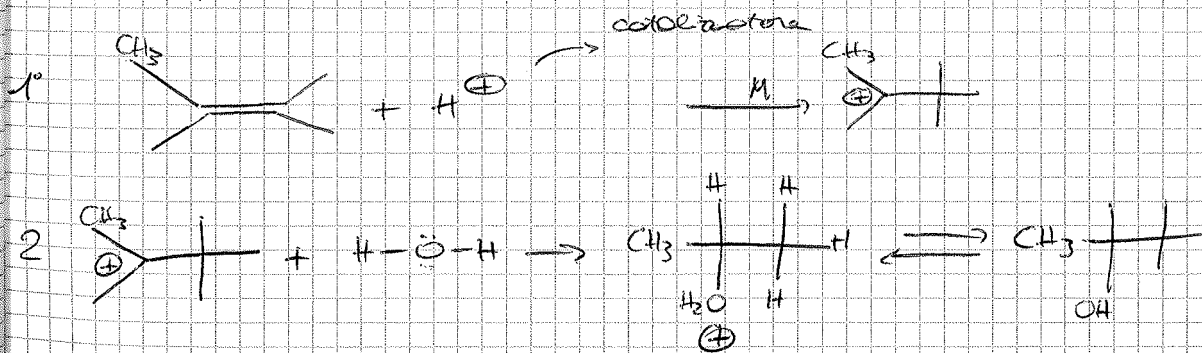 catalizzatore
CH3 CH3
1° + H ⊕ M ⊕
H H
2 CH3 ⊕ + H-Ö-H CH3 H CH3
H2O H OH
⊕